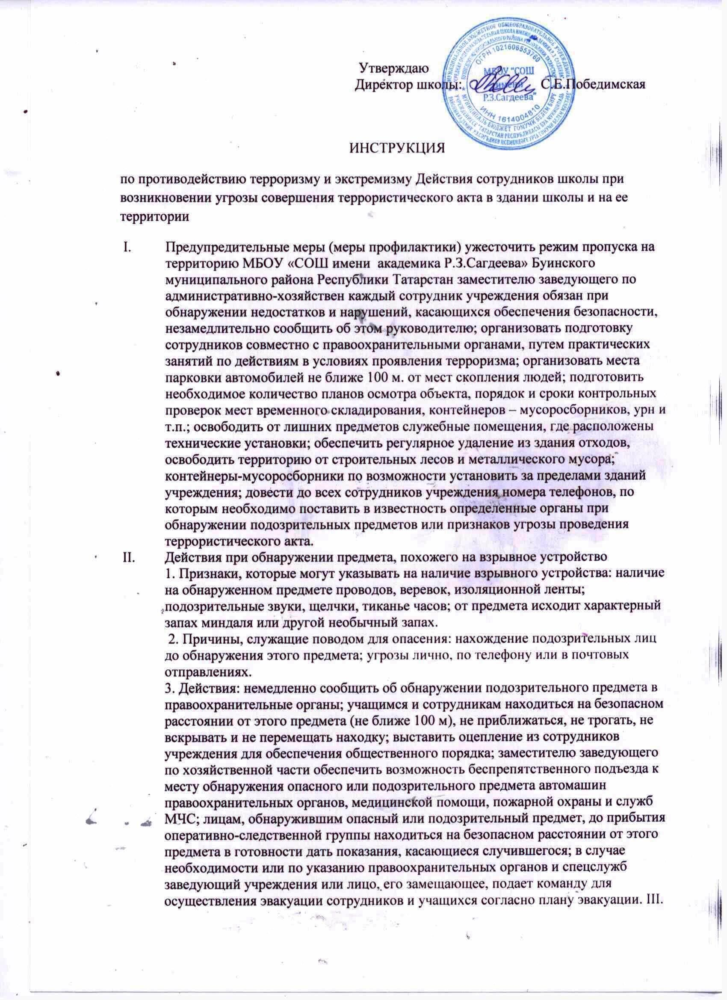 Утверждаю
Директор школы: С.Е.Победимская
ОГРН 1021606553760
МБОУ "СОШ
имени
Р.З.Сагдеева"
ИНН 1614004810
ИНСТРУКЦИЯ
по противодействию терроризму и экстремизму Действия сотрудников школы при
возникновении угрозы совершения террористического акта в здании школы и на ее
территории
I. Предупредительные меры (меры профилактики) ужесточить режим пропуска на
территорию МБОУ «СОШ имени академика Р.З.Сагдеева» Буинского
муниципального района Республики Татарстан заместителю заведующего по
административно-хозяйствен каждый сотрудник учреждения обязан при
обнаружении недостатков и нарушений, касающихся обеспечения безопасности,
незамедлительно сообщить об этом руководителю; организовать подготовку
сотрудников совместно с правоохранительными органами, путем практических
занятий по действиям в условиях проявления терроризма; организовать места
парковки автомобилей не ближе 100 м. от мест скопления людей; подготовить
необходимое количество планов осмотра объекта, порядок и сроки контрольных
проверок мест временного складирования, контейнеров – мусоросборников, урн и
т.п.; освободить от лишних предметов служебные помещения, где расположены
технические установки; обеспечить регулярное удаление из здания отходов,
освободить территорию от строительных лесов и металлического мусора;
контейнеры-мусоросборники по возможности установить за пределами зданий
учреждения; довести до всех сотрудников учреждения номера телефонов, по
которым необходимо поставить в известность определенные органы при
обнаружении подозрительных предметов или признаков угрозы проведения
террористического акта.
II. Действия при обнаружении предмета, похожего на взрывное устройство
1. Признаки, которые могут указывать на наличие взрывного устройства: наличие
на обнаруженном предмете проводов, веревок, изоляционной ленты;
подозрительные звуки, щелчки, тиканье часов; от предмета исходит характерный
запах миндаля или другой необычный запах.
2. Причины, служащие поводом для опасения: нахождение подозрительных лиц
до обнаружения этого предмета; угрозы лично, по телефону или в почтовых
отправлениях.
3. Действия: немедленно сообщить об обнаружении подозрительного предмета в
правоохранительные органы; учащимся и сотрудникам находиться на безопасном
расстоянии от этого предмета (не ближе 100 м), не приближаться, не трогать, не
вскрывать и не перемещать находку; выставить оцепление из сотрудников
учреждения для обеспечения общественного порядка; заместителю заведующего
по хозяйственной части обеспечить возможность беспрепятственного подъезда к
месту обнаружения опасного или подозрительного предмета автомашин
правоохранительных органов, медицинской помощи, пожарной охраны и служб
МЧС; лицам, обнаружившим опасный или подозрительный предмет, до прибытия
оперативно-следственной группы находиться на безопасном расстоянии от этого
предмета в готовности дать показания, касающиеся случившегося; в случае
необходимости или по указанию правоохранительных органов и спецслужб
заведующий учреждения или лицо, его замещающее, подает команду для
осуществления эвакуации сотрудников и учащихся согласно плану эвакуации. III.